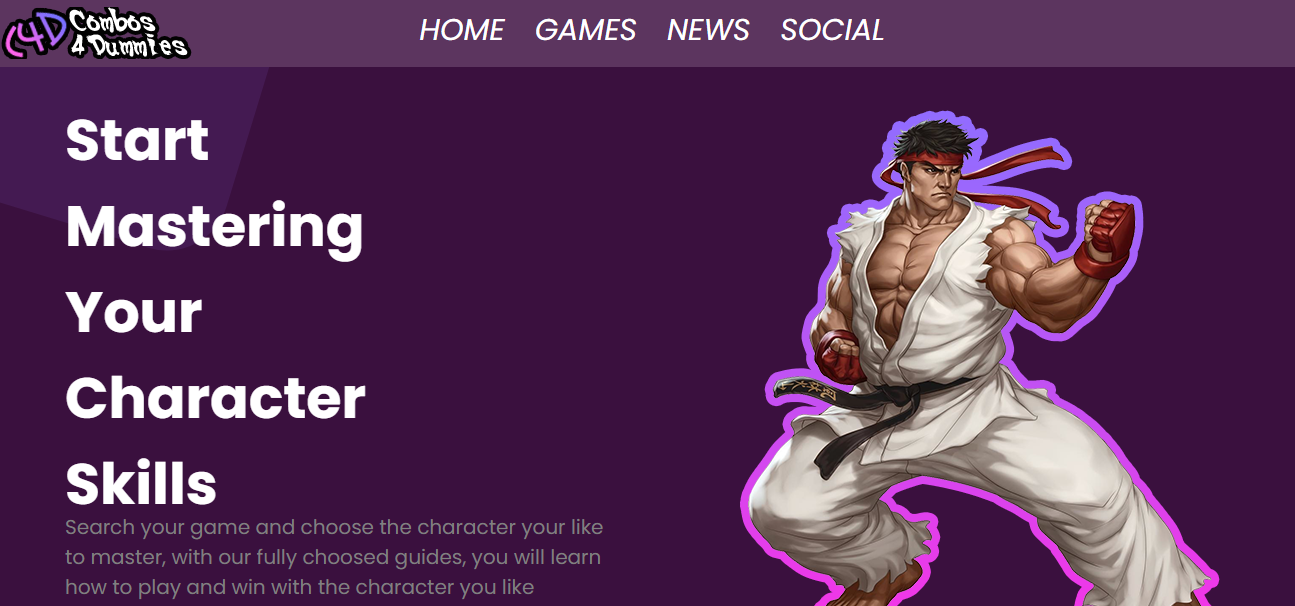 C4D Combos
4 Dummies
HOME GAMES NEWS SOCIAL
Start
Mastering
Your
Character
Skills
Search your game and choose the character your like
to master, with our fully choosed guides, you will learn
how to play and win with the character you like